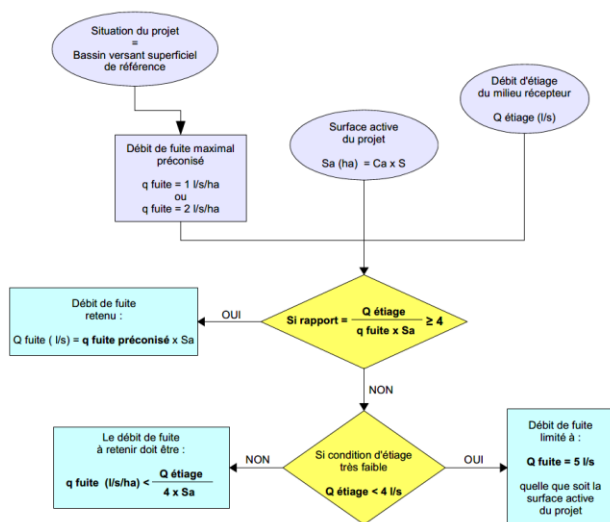 Situation du projet
=
Bassin versant superficiel
de référence
Débit d'étiage
du milieu récepteur
Q étiage (l/s)
Surface active
du projet
Sa (ha) = Ca x S
Débit de fuite maximal
préconisé
q fuite = 1 l/s/ha
ou
q fuite = 2 l/s/ha
Débit de fuite
retenu :
Q fuite ( l/s) = q fuite préconisé x Sa
OUI
Si rapport = Q étiage / q fuite x Sa ≥ 4
NON
Le débit de fuite
à retenir doit être :
q fuite (l/s/ha) < Q étiage / 4 x Sa
NON
Si condition d'étiage
très faible
Q étiage < 4 l/s
OUI
Débit de fuite
limité à :
Q fuite = 5 l/s
quelle que soit la
surface active
du projet